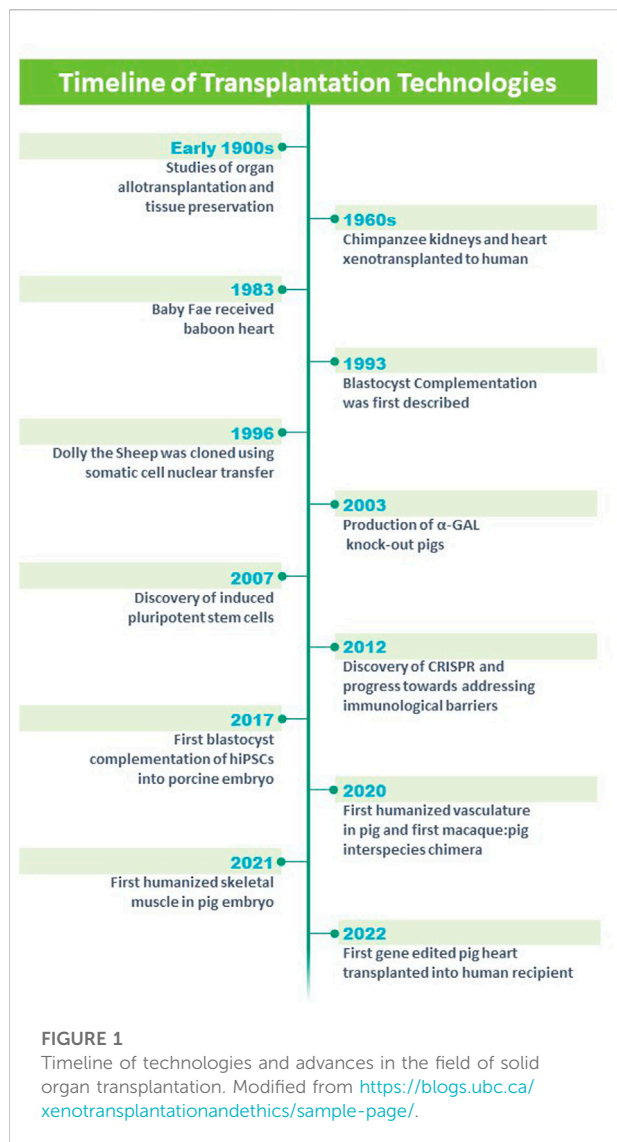 Timeline of Transplantation Technologies
Early 1900s
Studies of organ
allotransplantation and
tissue preservation
1960s
Chimpanzee kidneys and heart
xenotransplanted to human
1983
Baby Fae received
baboon heart
1993
Blastocyst Complementation
was first described
1996
Dolly the Sheep was cloned using
somatic cell nuclear transfer
2003
Production of α-GAL
knock-out pigs
2007
Discovery of induced
pluripotent stem cells
2012
Discovery of CRISPR and
progress towards addressing
immunological barriers
2017
First blastocyst
complementation of hiPSCs
into porcine embryo
2020
First humanized vasculature
in pig and first macaque:pig
interspecies chimera
2021
First humanized skeletal
muscle in pig embryo
2022
First gene edited pig heart
transplanted into human recipient
FIGURE 1
Timeline of technologies and advances in the field of solid
organ transplantation. Modified from https://blogs.ubc.ca/
xenotransplantationandethics/sample-page/.